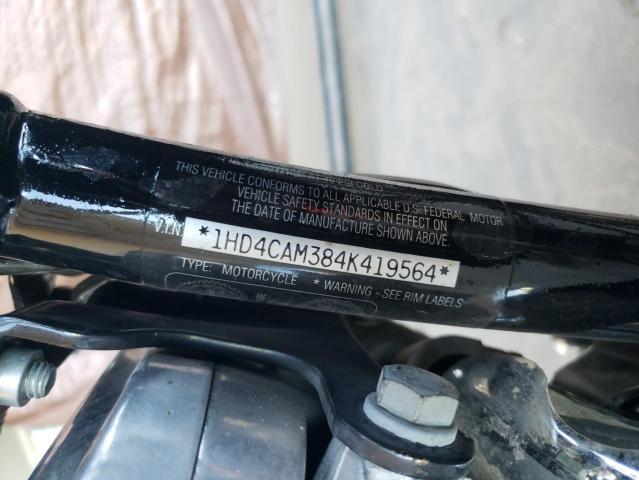 THIS VEHICLE CONFORMS TO ALL APPLICABLE U.S. FEDERAL MOTOR
VEHICLE SAFETY STANDARDS IN EFFECT ON
THE DATE OF MANUFACTURE SHOWN ABOVE.
V.I.N.
*1HD4CAM384K419564*
TYPE: MOTORCYCLE * WARNING - SEE RIM LABELS